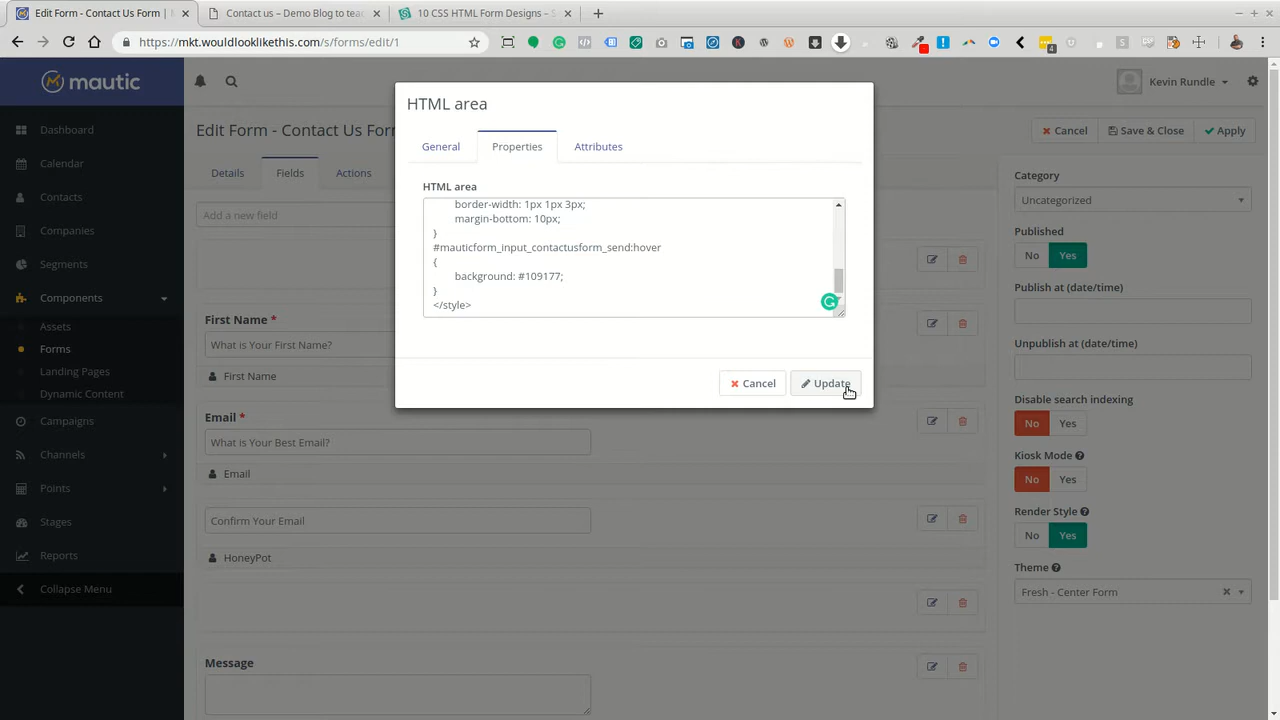 Edit Form - Contact Us Form |
Contact us – Demo Blog to tea
10 CSS HTML Form Designs –
https://mkt.wouldlooklikethis.com/s/forms/edit/1
mautic
Kevin Rundle
Dashboard
Calendar
Contacts
Companies
Segments
Components
Assets
Forms
Landing Pages
Dynamic Content
Campaigns
Channels
Points
Stages
Reports
Collapse Menu
Edit Form - Contact Us For
Cancel
Save & Close
Apply
Details
Fields
Actions
Add a new field
First Name *
What is Your First Name?
First Name
Email *
What is Your Best Email?
Email
Confirm Your Email
HoneyPot
Message
HTML area
General
Properties
Attributes
HTML area
border-width: 1px 1px 3px;
margin-bottom: 10px;
}
#mauticform_input_contactusform_send:hover
{
background: #109177;
}
</style>
Cancel
Update
Category
Uncategorized
Published
No
Yes
Publish at (date/time)
Unpublish at (date/time)
Disable search indexing
No
Yes
Kiosk Mode
No
Yes
Render Style
No
Yes
Theme
Fresh - Center Form